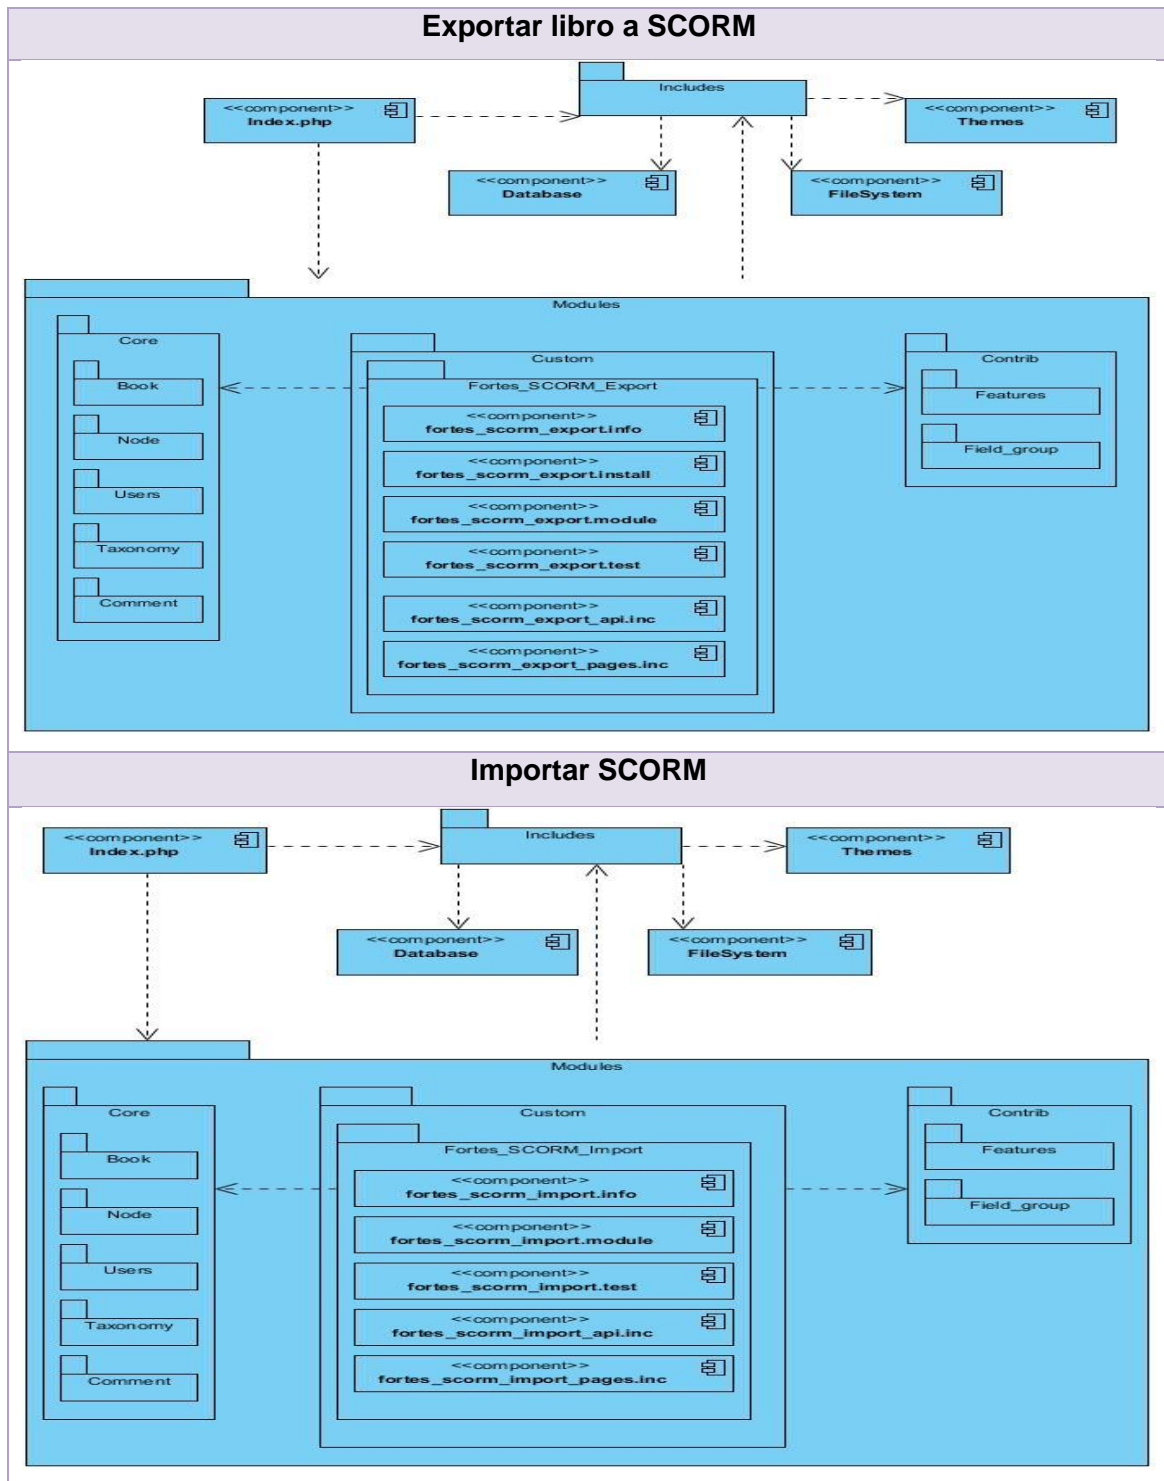 Exportar libro a SCORM
Includes
<<component>>
Index.php
<<component>>
Themes
<<component>>
Database
<<component>>
FileSystem
Modules
Core
Book
Node
Users
Taxonomy
Comment
Custom
Fortes_SCORM_Export
<<component>>
fortes_scorm_export.info
<<component>>
fortes_scorm_export.install
<<component>>
fortes_scorm_export.module
<<component>>
fortes_scorm_export.test
<<component>>
fortes_scorm_export_api.inc
<<component>>
fortes_scorm_export_pages.inc
Contrib
Features
Field_group
Importar SCORM
<<component>>
Index.php
Includes
<<component>>
Themes
<<component>>
Database
<<component>>
FileSystem
Modules
Core
Book
Node
Users
Taxonomy
Comment
Custom
Fortes_SCORM_Import
<<component>>
fortes_scorm_import.info
<<component>>
fortes_scorm_import.module
<<component>>
fortes_scorm_import.test
<<component>>
fortes_scorm_import_api.inc
<<component>>
fortes_scorm_import_pages.inc
Contrib
Features
Field_group